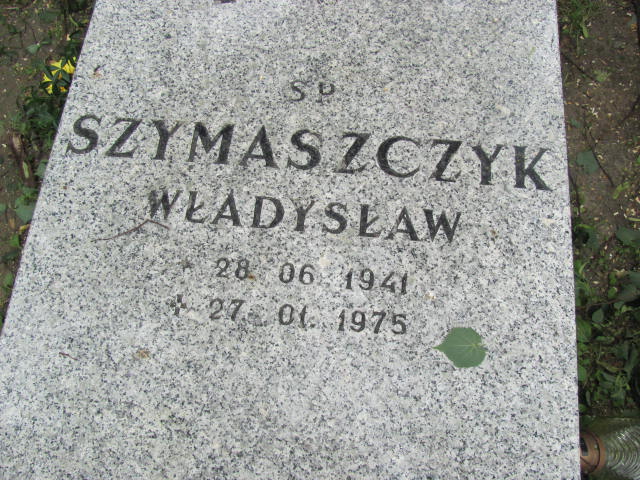 SP
SZYMASZCZYK
WŁADYSŁAW
* 28 06 1941
+ 27. 01. 1975